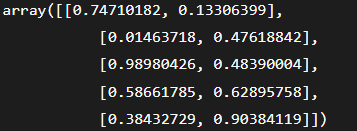 array([[0.74710182, 0.13306399],
[0.01463718, 0.47618842],
[0.98980426, 0.48390004],
[0.58661785, 0.62895758],
[0.38432729, 0.90384119]])